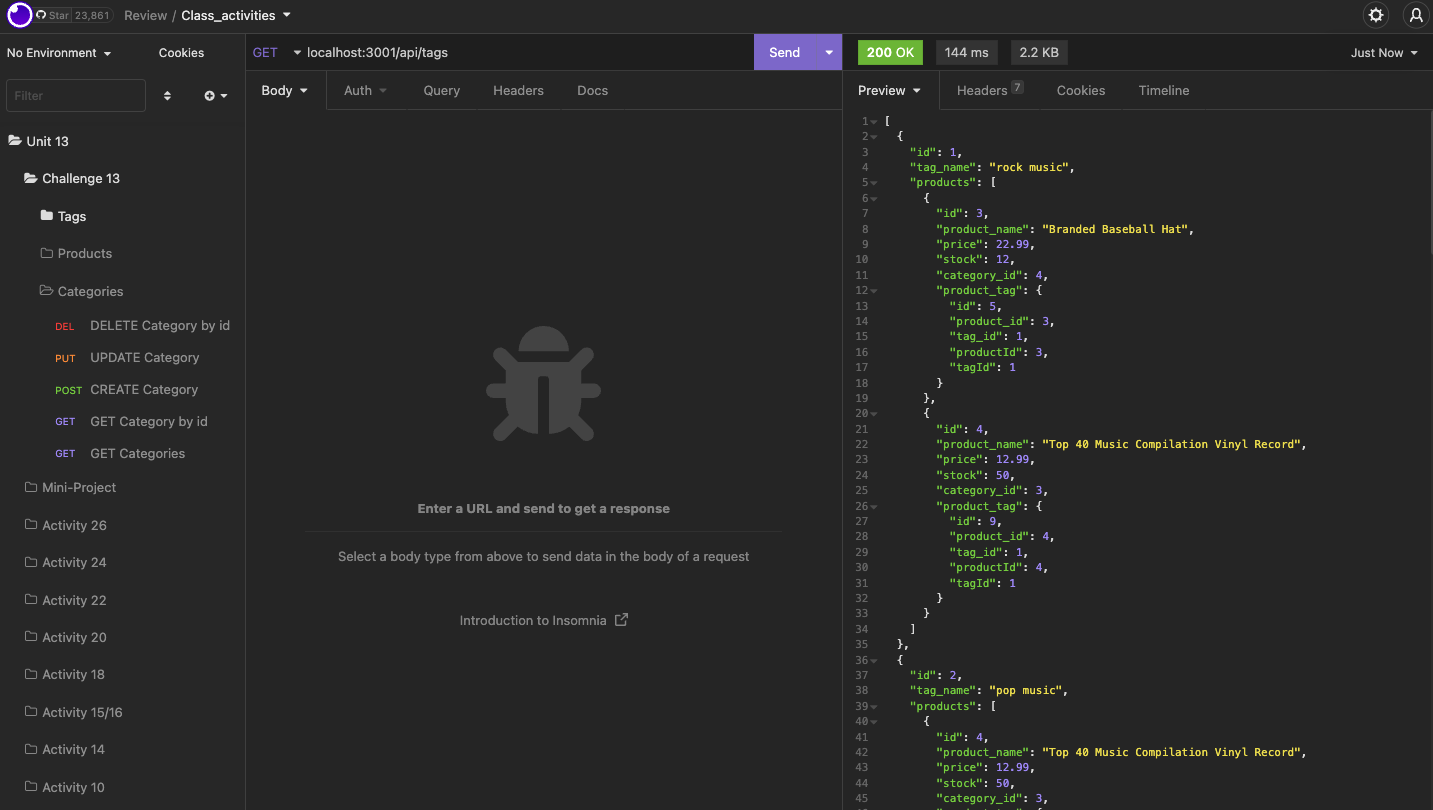 Star 23,861 Review / Class_activities
No Environment Cookies
Filter
Unit 13
Challenge 13
Tags
Products
Categories
DEL DELETE Category by id
PUT UPDATE Category
POST CREATE Category
GET GET Category by id
GET GET Categories
Mini-Project
Activity 26
Activity 24
Activity 22
Activity 20
Activity 18
Activity 15/16
Activity 14
Activity 10
GET localhost:3001/api/tags Send
Body Auth Query Headers Docs
Enter a URL and send to get a response
Select a body type from above to send data in the body of a request
Introduction to Insomnia
200 OK 144 ms 2.2 KB Just Now
Preview Headers 7 Cookies Timeline
1 [
2 {
3 "id": 1,
4 "tag_name": "rock music",
5 "products": [
6 {
7 "id": 3,
8 "product_name": "Branded Baseball Hat",
9 "price": 22.99,
10 "stock": 12,
11 "category_id": 4,
12 "product_tag": {
13 "id": 5,
14 "product_id": 3,
15 "tag_id": 1,
16 "productId": 3,
17 "tagId": 1
18 }
19 },
20 {
21 "id": 4,
22 "product_name": "Top 40 Music Compilation Vinyl Record",
23 "price": 12.99,
24 "stock": 50,
25 "category_id": 3,
26 "product_tag": {
27 "id": 9,
28 "product_id": 4,
29 "tag_id": 1,
30 "productId": 4,
31 "tagId": 1
32 }
33 }
34 ]
35 },
36 {
37 "id": 2,
38 "tag_name": "pop music",
39 "products": [
40 {
41 "id": 4,
42 "product_name": "Top 40 Music Compilation Vinyl Record",
43 "price": 12.99,
44 "stock": 50,
45 "category_id": 3,